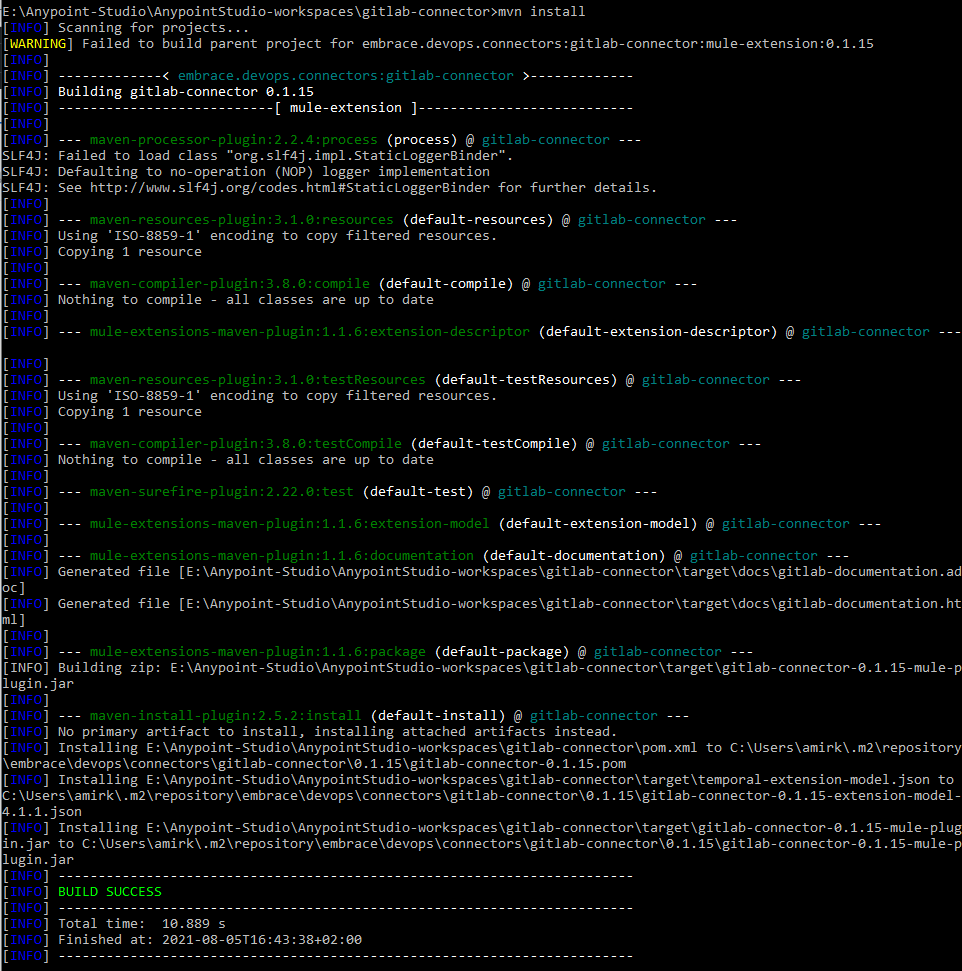 E:\Anypoint-Studio\AnypointStudio-workspaces\gitlab-connector>mvn install
[INFO] Scanning for projects...
[WARNING] Failed to build parent project for embrace.devops.connectors:gitlab-connector:mule-extension:0.1.15
[INFO]
[INFO] -------------< embrace.devops.connectors:gitlab-connector >-------------
[INFO] Building gitlab-connector 0.1.15
[INFO] ---------------------------[ mule-extension ]---------------------------
[INFO]
[INFO] --- maven-processor-plugin:2.2.4:process (process) @ gitlab-connector ---
SLF4J: Failed to load class "org.slf4j.impl.StaticLoggerBinder".
SLF4J: Defaulting to no-operation (NOP) logger implementation
SLF4J: See http://www.slf4j.org/codes.html#StaticLoggerBinder for further details.
[INFO]
[INFO] --- maven-resources-plugin:3.1.0:resources (default-resources) @ gitlab-connector ---
[INFO] Using 'ISO-8859-1' encoding to copy filtered resources.
[INFO] Copying 1 resource
[INFO]
[INFO] --- maven-compiler-plugin:3.8.0:compile (default-compile) @ gitlab-connector ---
[INFO] Nothing to compile - all classes are up to date
[INFO]
[INFO] --- mule-extensions-maven-plugin:1.1.6:extension-descriptor (default-extension-descriptor) @ gitlab-connector ---
[INFO]
[INFO] --- maven-resources-plugin:3.1.0:testResources (default-testResources) @ gitlab-connector ---
[INFO] Using 'ISO-8859-1' encoding to copy filtered resources.
[INFO] Copying 1 resource
[INFO]
[INFO] --- maven-compiler-plugin:3.8.0:testCompile (default-testCompile) @ gitlab-connector ---
[INFO] Nothing to compile - all classes are up to date
[INFO]
[INFO] --- maven-surefire-plugin:2.22.0:test (default-test) @ gitlab-connector ---
[INFO]
[INFO] --- mule-extensions-maven-plugin:1.1.6:extension-model (default-extension-model) @ gitlab-connector ---
[INFO]
[INFO] --- mule-extensions-maven-plugin:1.1.6:documentation (default-documentation) @ gitlab-connector ---
[INFO] Generated file [E:\Anypoint-Studio\AnypointStudio-workspaces\gitlab-connector\target\docs\gitlab-documentation.ad
oc]
[INFO] Generated file [E:\Anypoint-Studio\AnypointStudio-workspaces\gitlab-connector\target\docs\gitlab-documentation.ht
ml]
[INFO]
[INFO] --- mule-extensions-maven-plugin:1.1.6:package (default-package) @ gitlab-connector ---
[INFO] Building zip: E:\Anypoint-Studio\AnypointStudio-workspaces\gitlab-connector\target\gitlab-connector-0.1.15-mule-p
lugin.jar
[INFO]
[INFO] --- maven-install-plugin:2.5.2:install (default-install) @ gitlab-connector ---
[INFO] No primary artifact to install, installing attached artifacts instead.
[INFO] Installing E:\Anypoint-Studio\AnypointStudio-workspaces\gitlab-connector\pom.xml to C:\Users\amirk\.m2\repository
\embrace\devops\connectors\gitlab-connector\0.1.15\gitlab-connector-0.1.15.pom
[INFO] Installing E:\Anypoint-Studio\AnypointStudio-workspaces\gitlab-connector\target\temporal-extension-model.json to
C:\Users\amirk\.m2\repository\embrace\devops\connectors\gitlab-connector\0.1.15\gitlab-connector-0.1.15-extension-model-
4.1.1.json
[INFO] Installing E:\Anypoint-Studio\AnypointStudio-workspaces\gitlab-connector\target\gitlab-connector-0.1.15-mule-plug
in.jar to C:\Users\amirk\.m2\repository\embrace\devops\connectors\gitlab-connector\0.1.15\gitlab-connector-0.1.15-mule-p
lugin.jar
[INFO] ------------------------------------------------------------------------
[INFO] BUILD SUCCESS
[INFO] ------------------------------------------------------------------------
[INFO] Total time:  10.889 s
[INFO] Finished at: 2021-08-05T16:43:38+02:00
[INFO] ------------------------------------------------------------------------